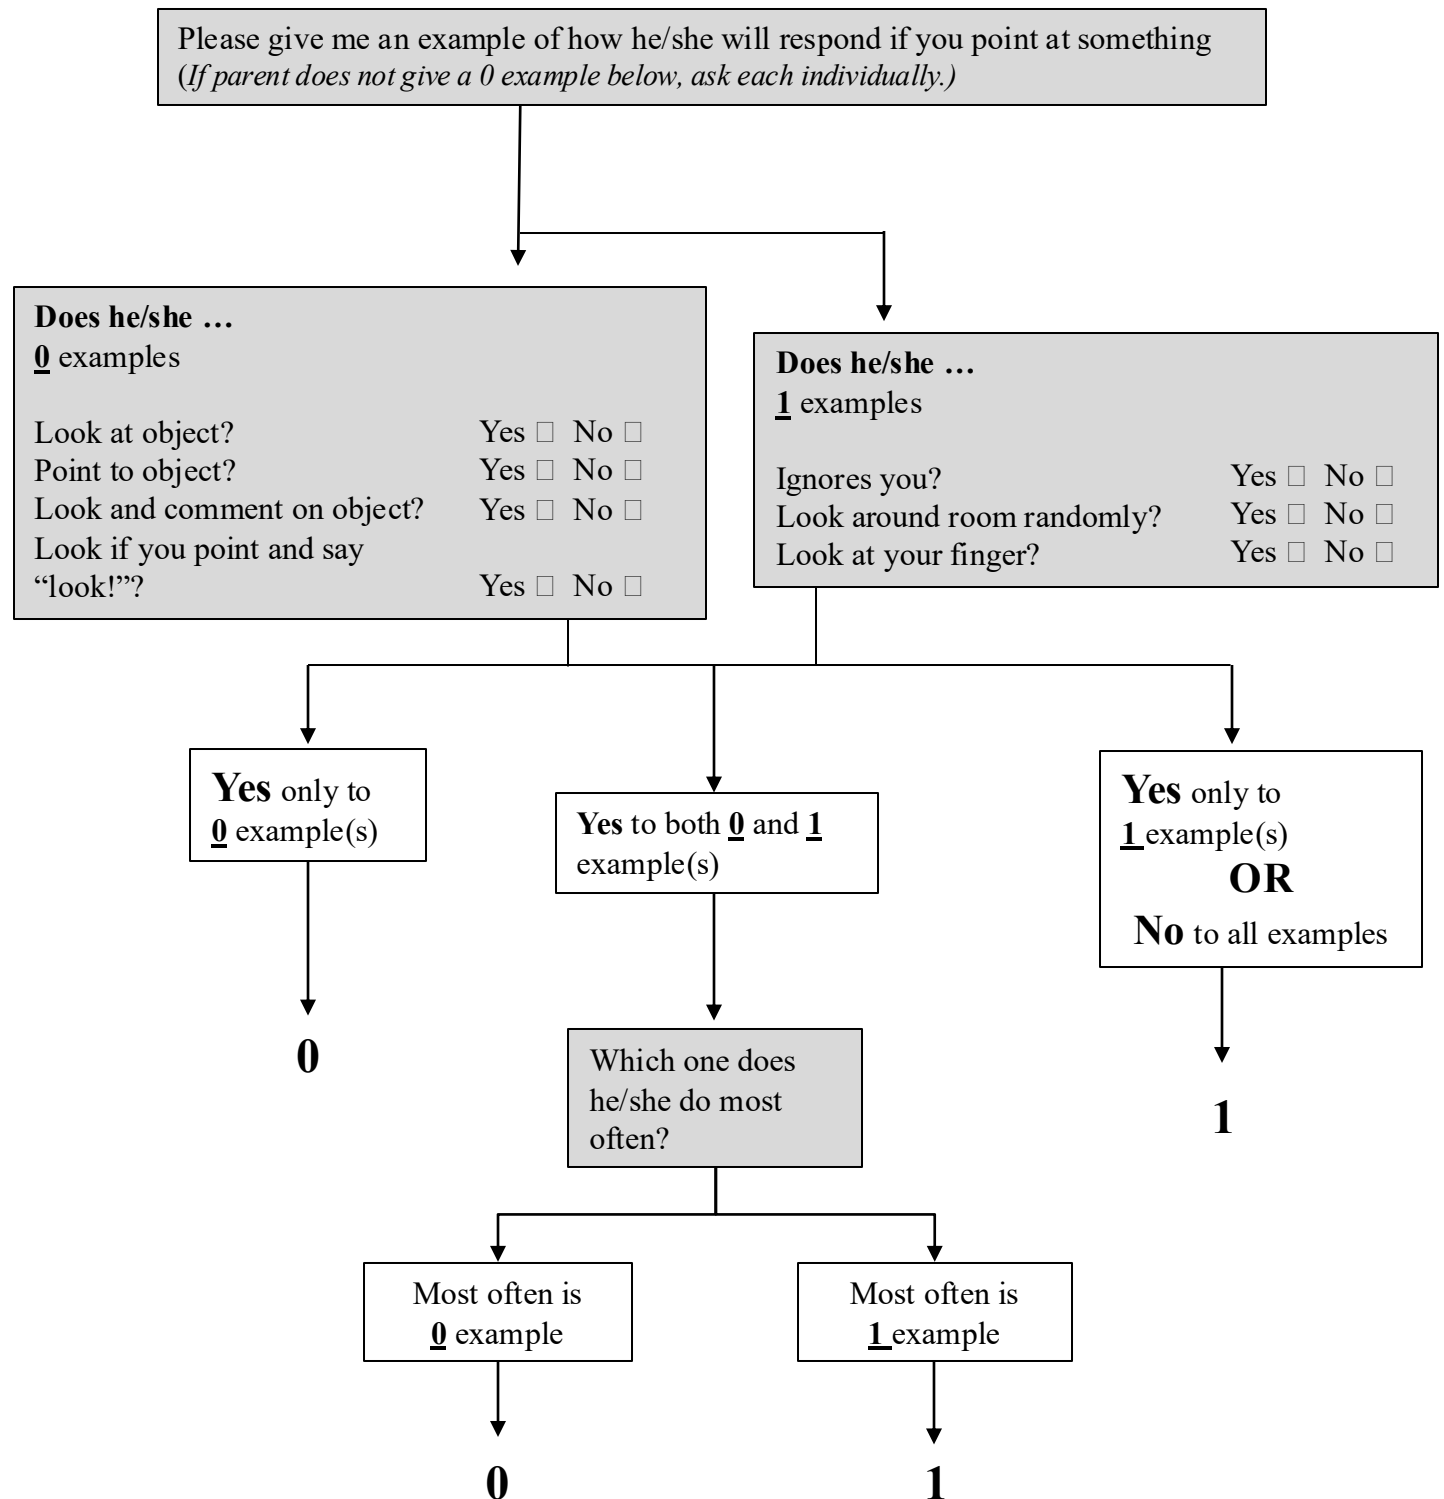 Please give me an example of how he/she will respond if you point at something
(If parent does not give a 0 example below, ask each individually.)
Does he/she …
0 examples
Look at object? Yes □ No □
Point to object? Yes □ No □
Look and comment on object? Yes □ No □
Look if you point and say
“look!”? Yes □ No □
Does he/she …
1 examples
Ignores you? Yes □ No □
Look around room randomly? Yes □ No □
Look at your finger? Yes □ No □
Yes only to
0 example(s)
Yes to both 0 and 1
example(s)
Yes only to
1 example(s)
OR
No to all examples
0
Which one does
he/she do most
often?
1
Most often is
0 example
Most often is
1 example
0
1